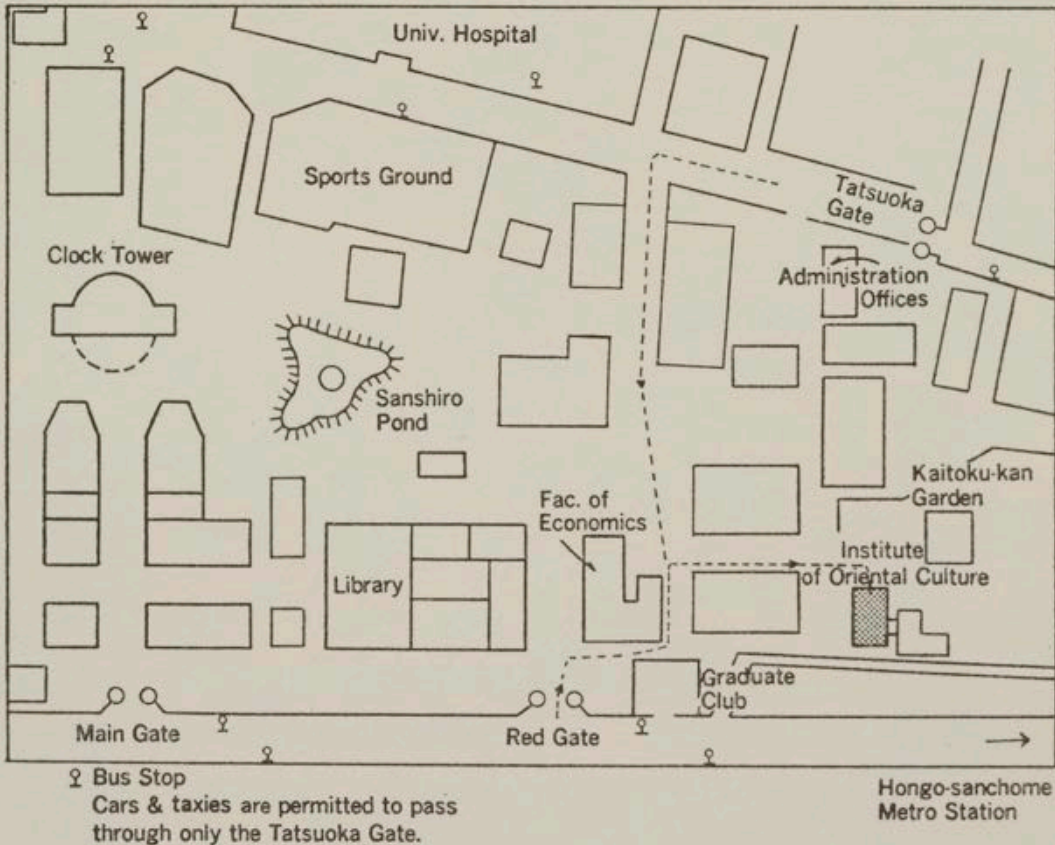 Univ. Hospital
Sports Ground
Tatsuoka
Gate
Clock Tower
Administration
Offices
Sanshiro
Pond
Kaitoku-kan
Garden
Fac. of
Economics
Institute
of Oriental Culture
Library
Graduate
Club
Main Gate
Red Gate
Bus Stop
Cars & taxies are permitted to pass
through only the Tatsuoka Gate.
Hongo-sanchome
Metro Station